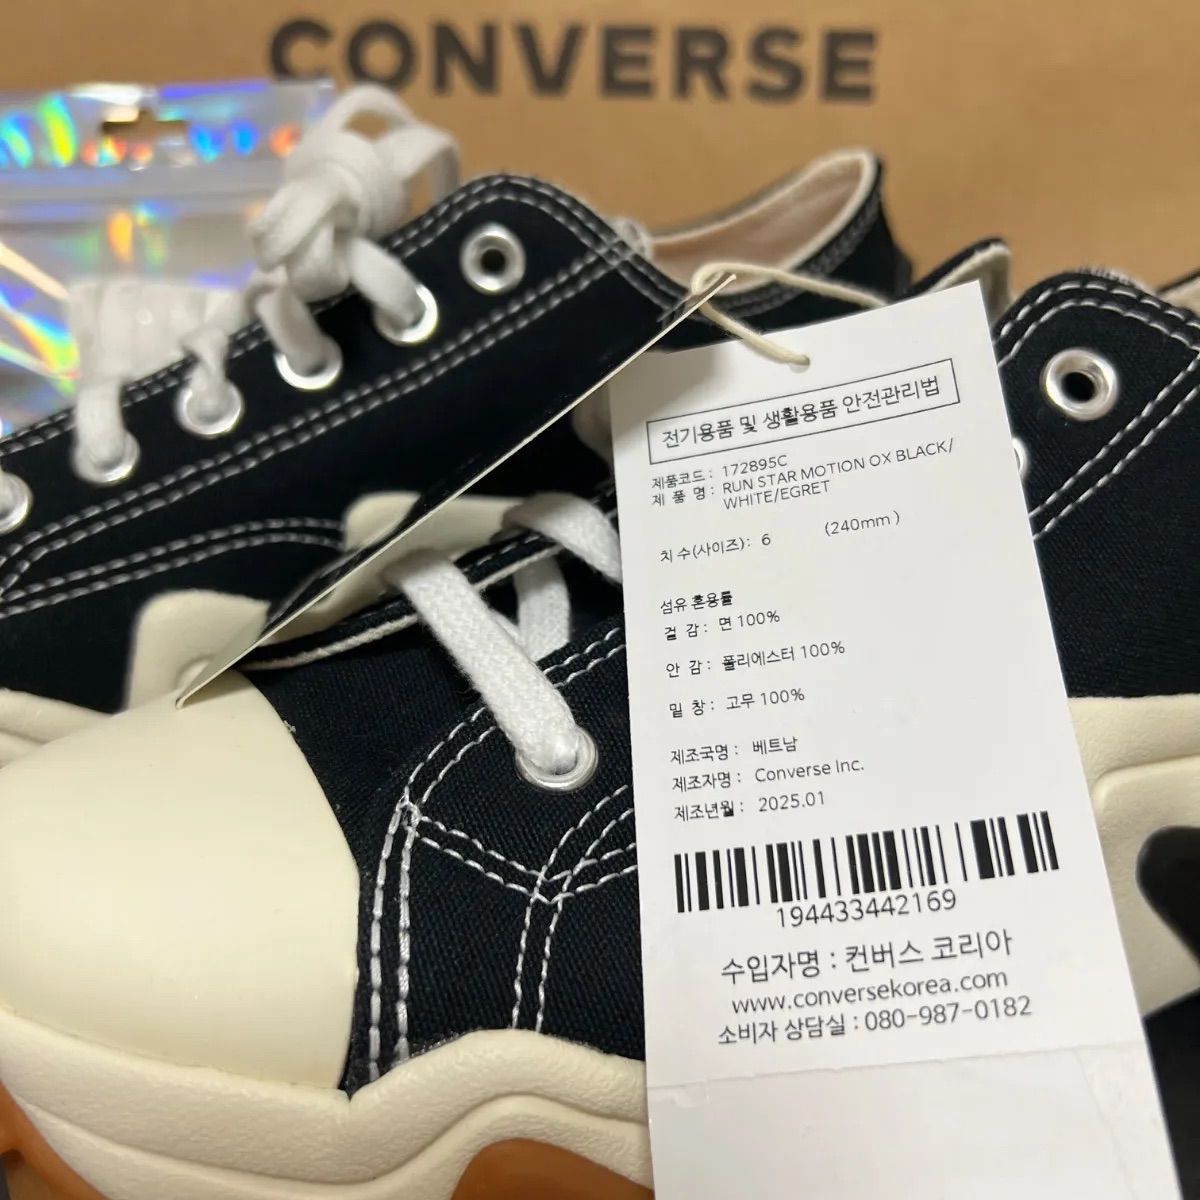 CONVERSE
전기용품 및 생활용품 안전관리법
제품코드 : 172895C
제 품 명 : RUN STAR MOTION OX BLACK/
WHITE/EGRET
치수(사이즈) : 6 (240mm)
섬유 혼용률
겉 감 : 면 100%
안 감 : 폴리에스터 100%
밑 창 : 고무 100%
제조국명 : 베트남
제조자명 : Converse Inc.
제조년월 : 2025.01
194433442169
수입자명 : 컨버스 코리아
www.conversekorea.com
소비자 상담실 : 080-987-0182